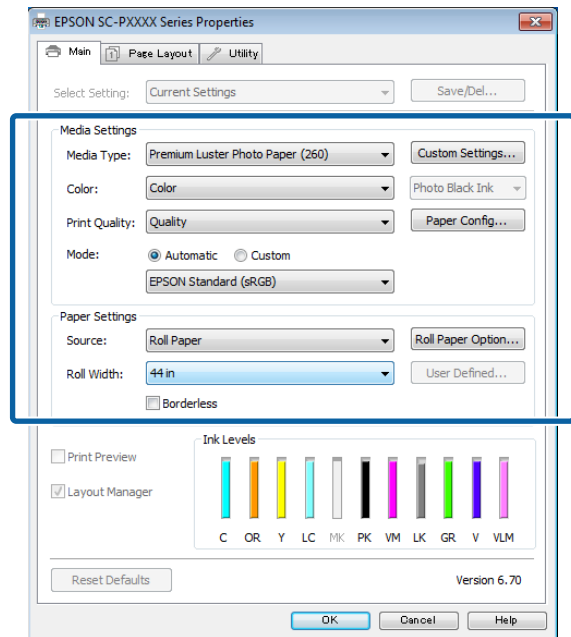 EPSON SC-PXXXX Series Properties
Main Page Layout Utility
Select Setting: Current Settings Save/Del...
Media Settings
Media Type: Premium Luster Photo Paper (260) Custom Settings...
Color: Color Photo Black Ink
Print Quality: Quality Paper Config...
Mode: Automatic Custom
EPSON Standard (sRGB)
Paper Settings
Source: Roll Paper Roll Paper Option...
Roll Width: 44 in User Defined...
Borderless
Print Preview
Layout Manager
Ink Levels
C OR Y LC MK PK VM LK GR V VLM
Reset Defaults Version 6.70
OK Cancel Help